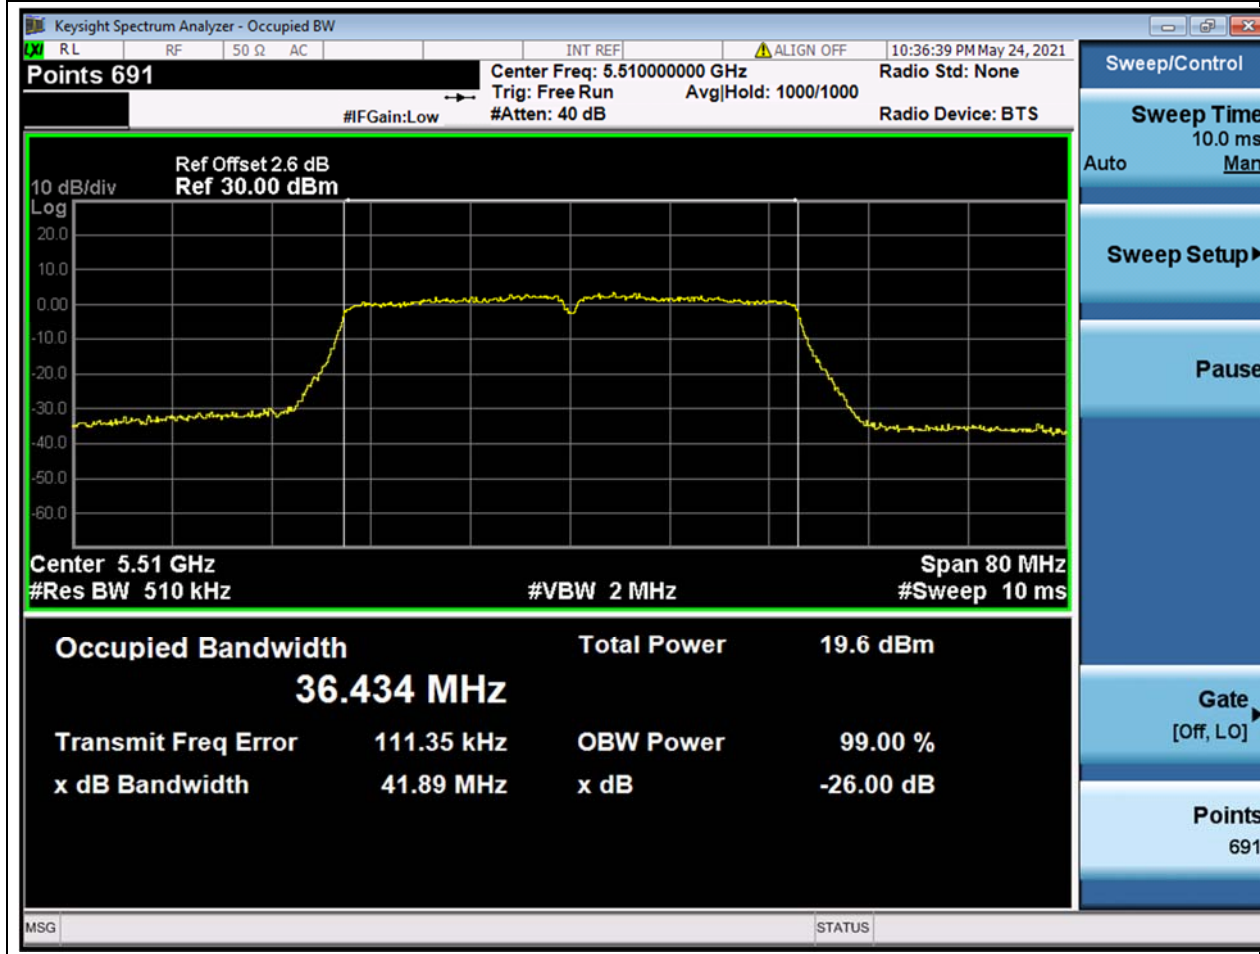 Keysight Spectrum Analyzer - Occupied BW
LXI RL RF 50 Ω AC INT REF ALIGN OFF 10:36:39 PM May 24, 2021
Points 691
Center Freq: 5.510000000 GHz Radio Std: None
Trig: Free Run Avg|Hold: 1000/1000
#IFGain:Low #Atten: 40 dB Radio Device: BTS
Ref Offset 2.6 dB
10 dB/div Ref 30.00 dBm
Log
20.0
10.0
0.00
-10.0
-20.0
-30.0
-40.0
-50.0
-60.0
Center 5.51 GHz Span 80 MHz
#Res BW 510 kHz #VBW 2 MHz #Sweep 10 ms
Occupied Bandwidth Total Power 19.6 dBm
36.434 MHz
Transmit Freq Error 111.35 kHz OBW Power 99.00 %
x dB Bandwidth 41.89 MHz x dB -26.00 dB
MSG STATUS
Sweep/Control
Sweep Time
10.0 ms
Auto Man
Sweep Setup
Pause
Gate
[Off, LO]
Points
691